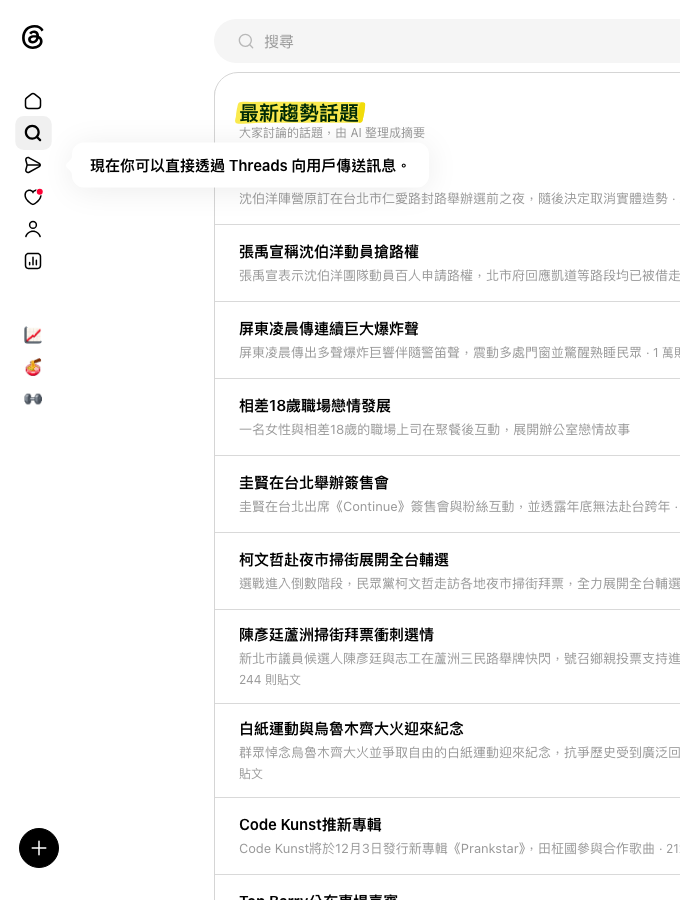 搜尋
最新趨勢話題
大家討論的話題，由 AI 整理成摘要
現在你可以直接透過 Threads 向用戶傳送訊息。
沈伯洋陣營原訂在台北市仁愛路封路舉辦選前之夜，隨後決定取消實體造勢 ·
張禹宣稱沈伯洋動員搶路權
張禹宣表示沈伯洋團隊動員百人申請路權，北市府回應凱道等路段均已被借走
屏東凌晨傳連續巨大爆炸聲
屏東凌晨傳出多聲爆炸巨響伴隨警笛聲，震動多處門窗並驚醒熟睡民眾 · 1 萬
相差18歲職場戀情發展
一名女性與相差18歲的職場上司在聚餐後互動，展開辦公室戀情故事
圭賢在台北舉辦簽售會
圭賢在台北出席《Continue》簽售會與粉絲互動，並透露年底無法赴台跨年 ·
柯文哲赴夜市掃街展開全台輔選
選戰進入倒數階段，民眾黨柯文哲走訪各地夜市掃街拜票，全力展開全台輔選
陳彥廷蘆洲掃街拜票衝刺選情
新北市議員候選人陳彥廷與志工在蘆洲三民路舉牌快閃，號召鄉親投票支持進
244 則貼文
白紙運動與烏魯木齊大火迎來紀念
群眾悼念烏魯木齊大火並爭取自由的白紙運動迎來紀念，抗爭歷史受到廣泛回
貼文
Code Kunst推新專輯
Code Kunst將於12月3日發行新專輯《Prankstar》，田柾國參與合作歌曲 · 21